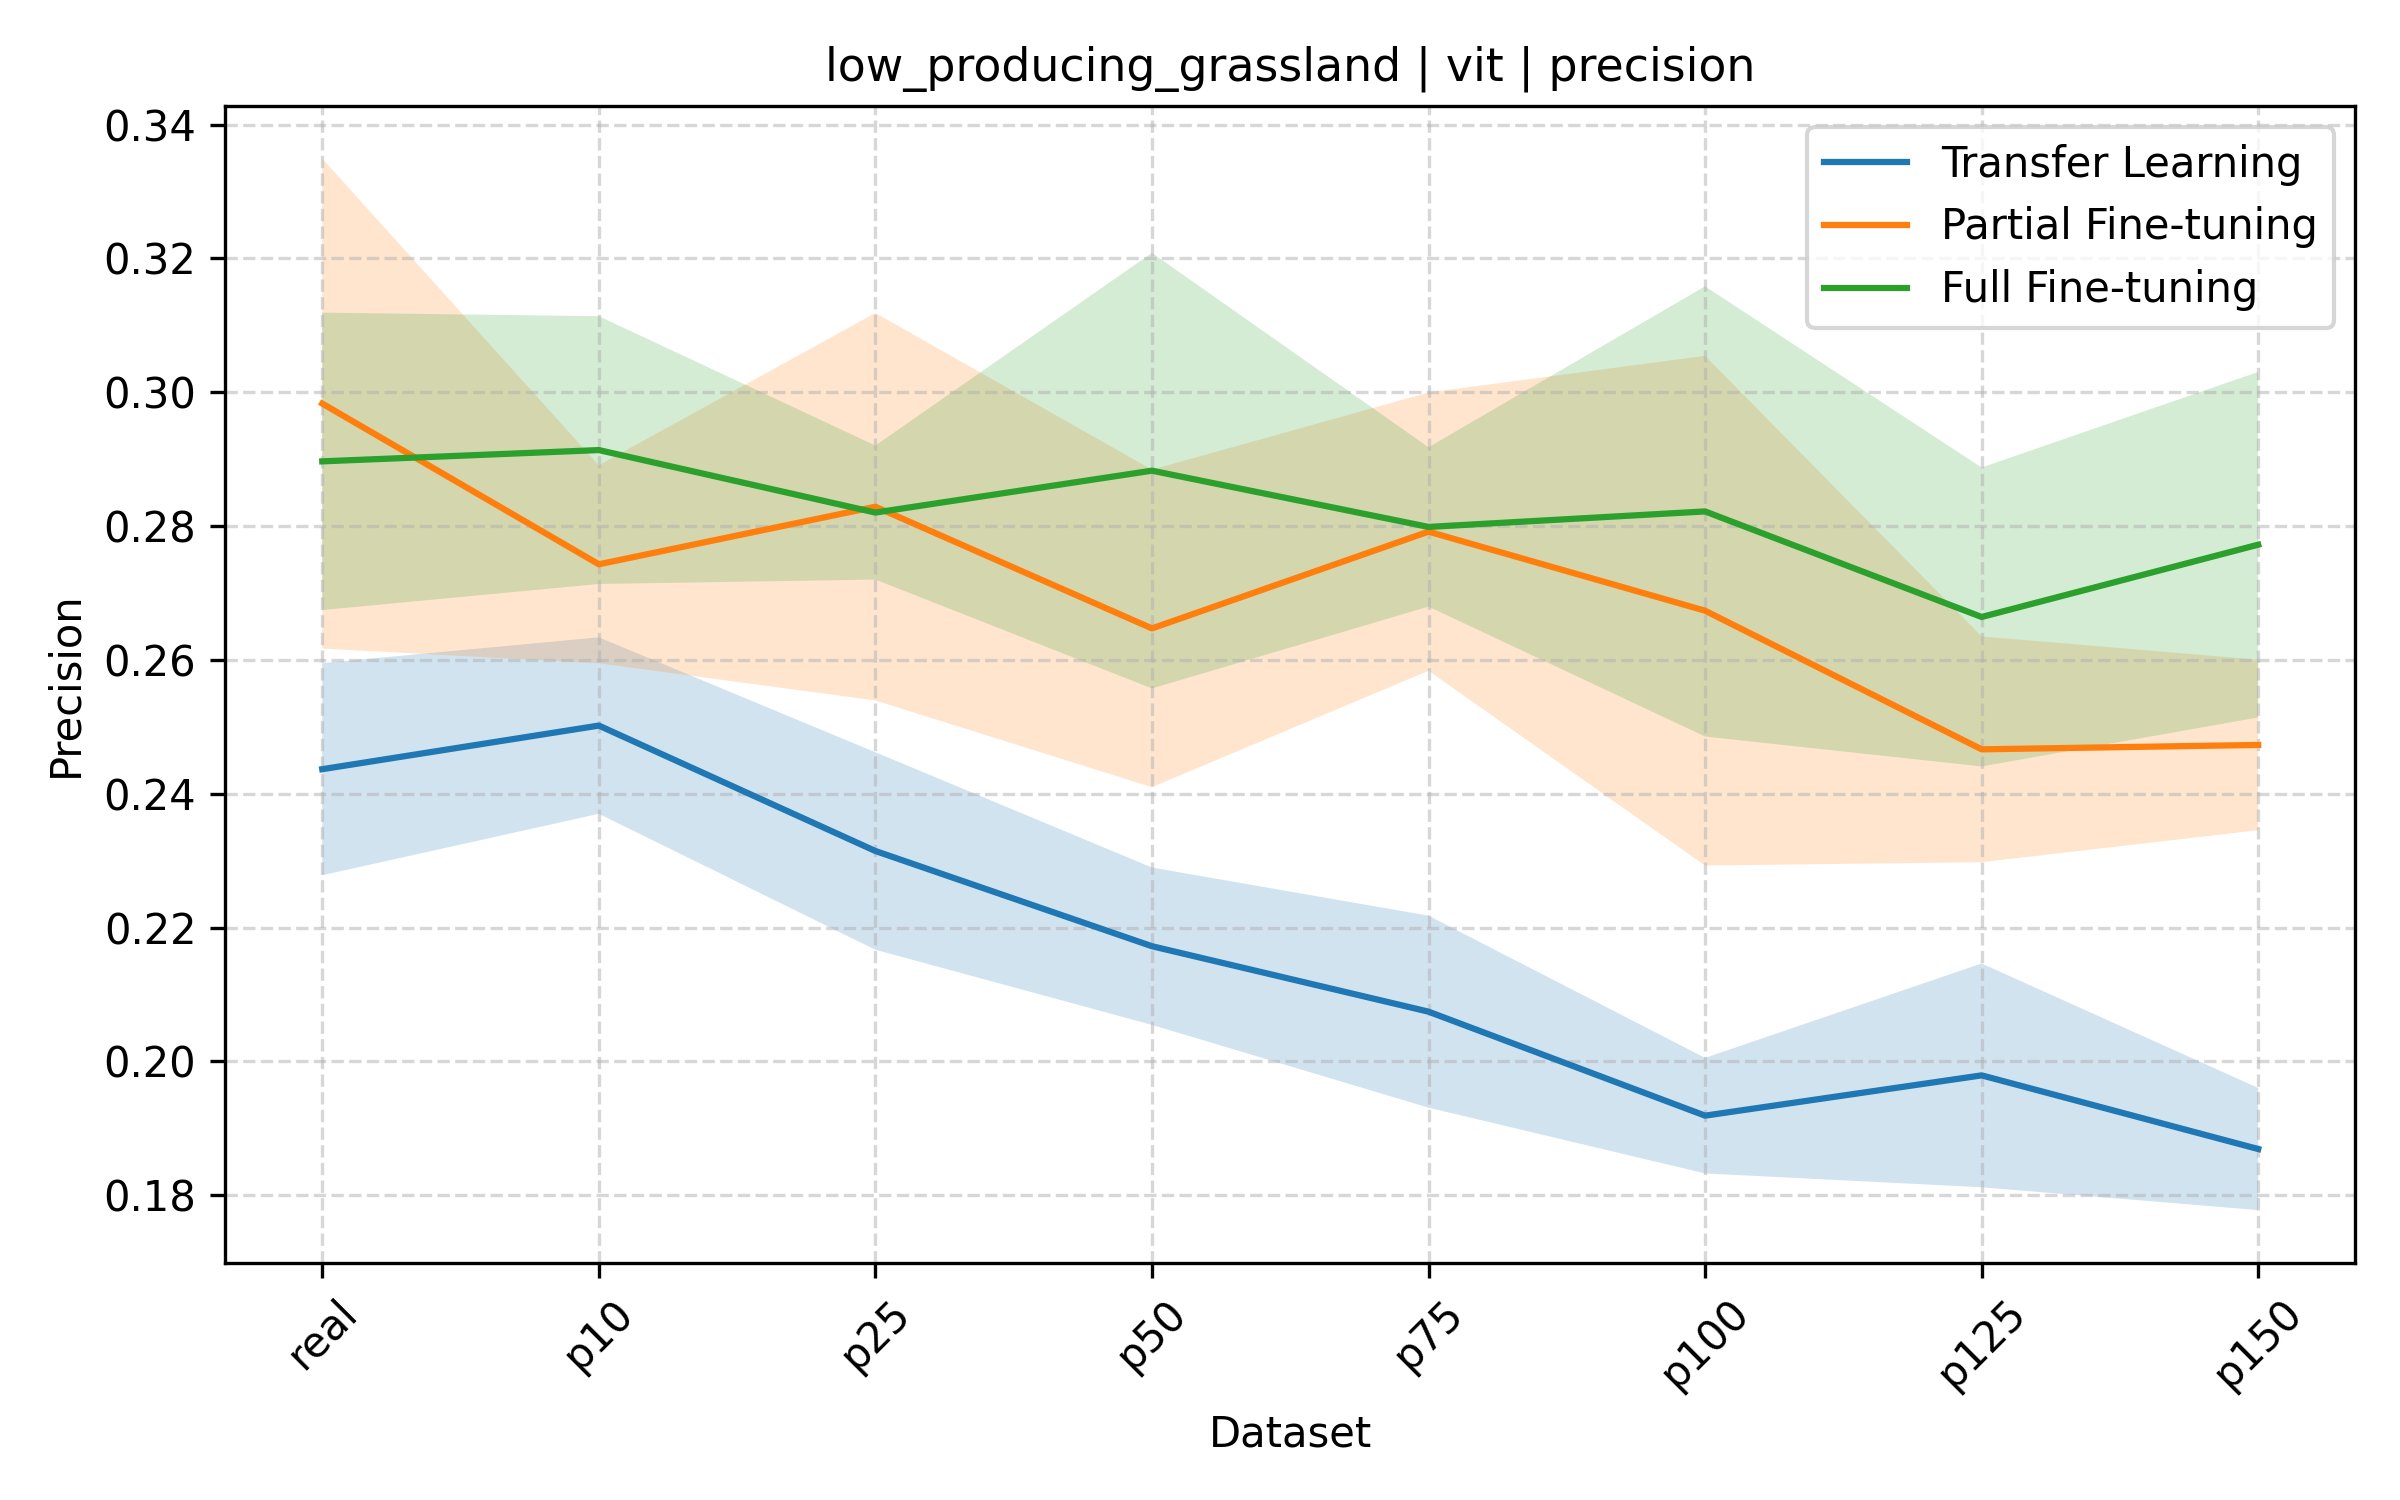 low_producing_grassland | vit | precision
0.34
0.32
0.30
0.28
0.26
0.24
0.22
0.20
0.18
Precision
Transfer Learning
Partial Fine-tuning
Full Fine-tuning
real
p10
p25
p50
p75
p100
p125
p150
Dataset